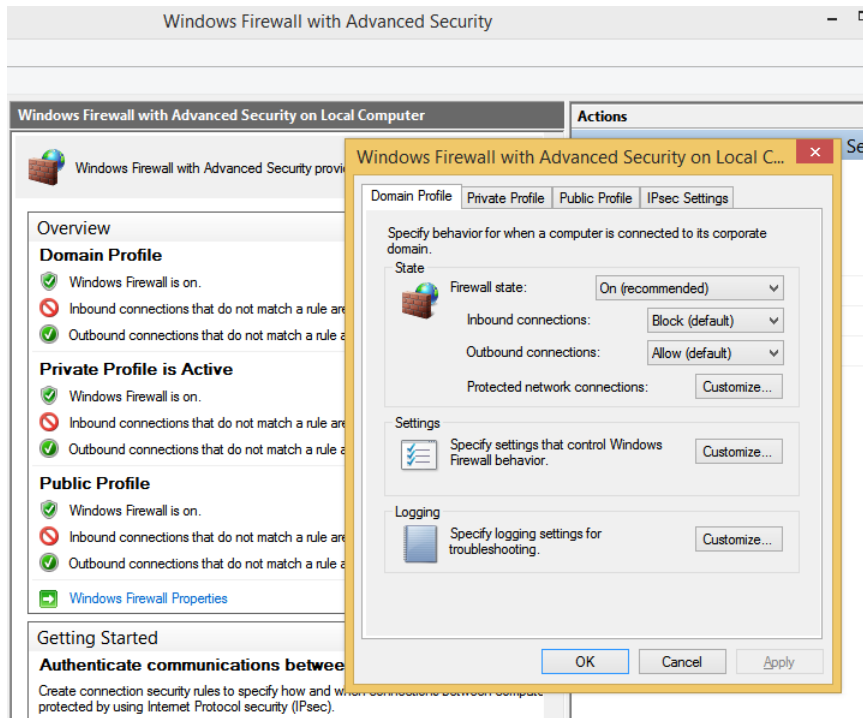 Windows Firewall with Advanced Security
Windows Firewall with Advanced Security on Local Computer
Windows Firewall with Advanced Security provi
Overview
Domain Profile
Windows Firewall is on.
Inbound connections that do not match a rule are
Outbound connections that do not match a rule a
Private Profile is Active
Windows Firewall is on.
Inbound connections that do not match a rule are
Outbound connections that do not match a rule a
Public Profile
Windows Firewall is on.
Inbound connections that do not match a rule are
Outbound connections that do not match a rule a
Windows Firewall Properties
Getting Started
Authenticate communications betwee
Create connection security rules to specify how and when connections between compute
protected by using Internet Protocol security (IPsec).
Actions
Se
Windows Firewall with Advanced Security on Local C...
Domain Profile Private Profile Public Profile IPsec Settings
Specify behavior for when a computer is connected to its corporate
domain.
State
Firewall state: On (recommended)
Inbound connections: Block (default)
Outbound connections: Allow (default)
Protected network connections: Customize...
Settings
Specify settings that control Windows
Firewall behavior.
Customize...
Logging
Specify logging settings for
troubleshooting.
Customize...
OK Cancel Apply